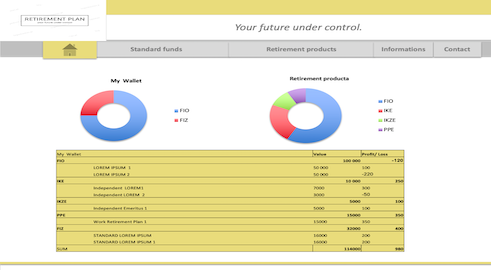 RETIREMENT PLAN
Your future under control.
Standard funds
Retirement products
Informations
Contact
My Wallet
FIO
FIZ
Retirement producta
FIO
IKE
IKZE
PPE
My Wallet Value Profit/ Loss
FIO 100 000 -120
LOREM IPSUM 1 50 000 100
LOREM IPSUM 2 50 000 -220
IKE 10 000 250
Independent LOREM1 7000 300
Independent LOREM 2 3000 -50
IKZE 5000 100
Independent Emeritus 1 5000 100
PPE 15000 350
Work Retirement Plan 1 15000 350
FIZ 32000 400
STANDARD LOREM IPSUM 16000 200
STANDARD LOREM IPSUM 1 16000 200
SUM 114000 980